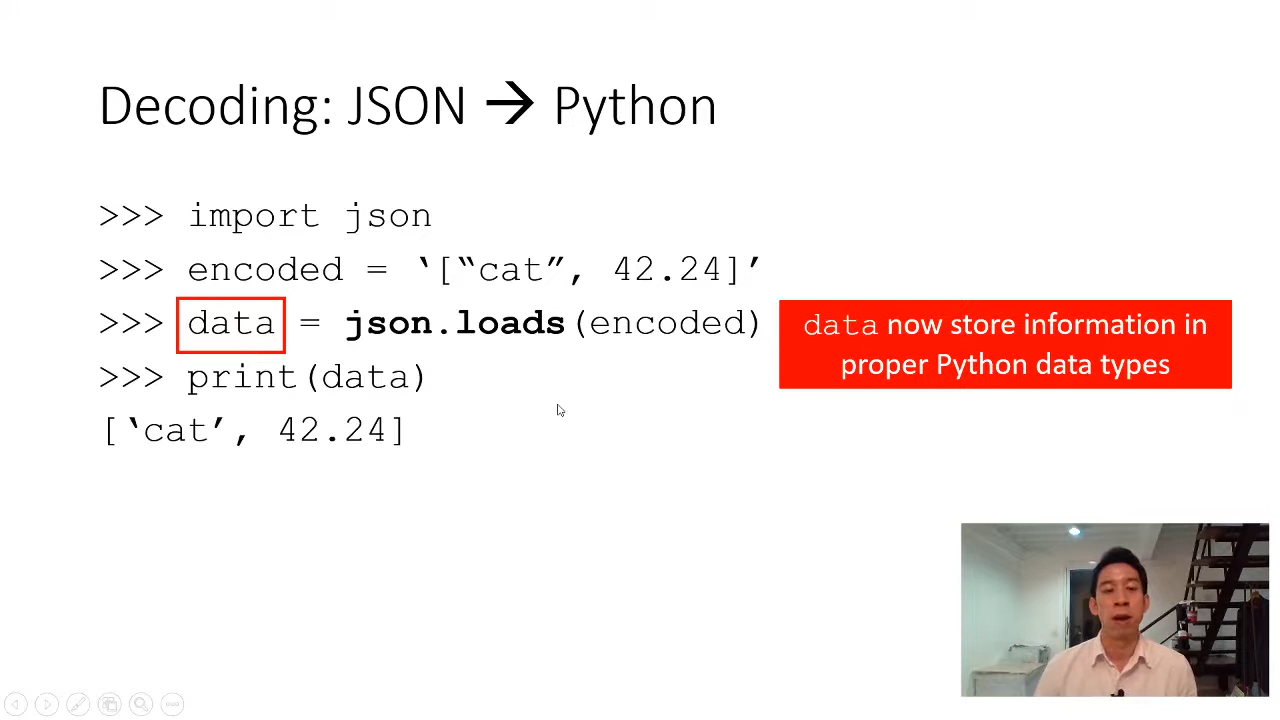 Decoding: JSON → Python
>>> import json
>>> encoded = ‘[“cat”, 42.24]’
>>> data = json.loads(encoded)
>>> print(data)
[‘cat’, 42.24]
data now store information in
proper Python data types